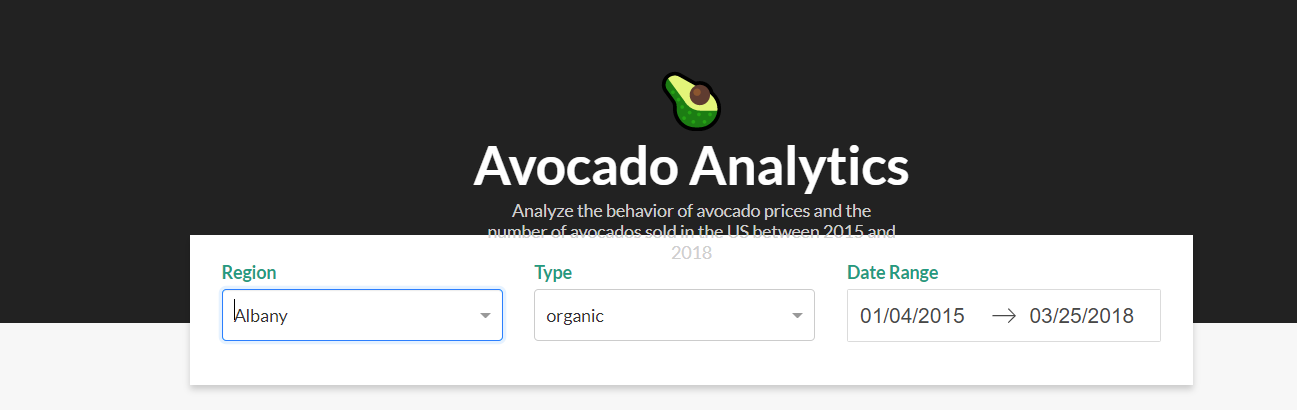 Avocado Analytics
Analyze the behavior of avocado prices and the
number of avocados sold in the US between 2015 and
2018
Region Type Date Range
Albany organic 01/04/2015 → 03/25/2018